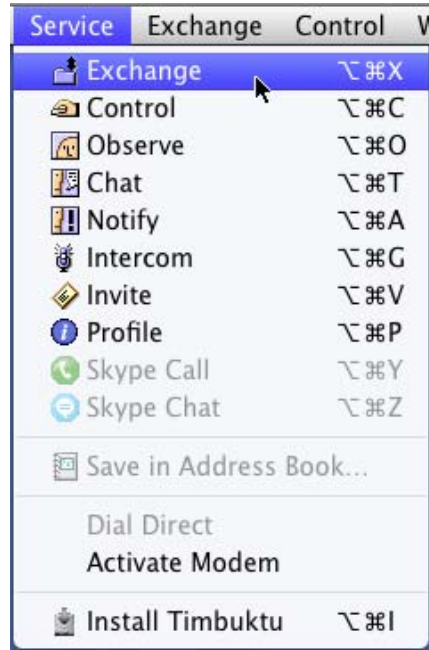 Service Exchange Control
Exchange ⌥⌘X
Control ⌥⌘C
Observe ⌥⌘O
Chat ⌥⌘T
Notify ⌥⌘A
Intercom ⌥⌘G
Invite ⌥⌘V
Profile ⌥⌘P
Skype Call ⌥⌘Y
Skype Chat ⌥⌘Z
Save in Address Book...
Dial Direct
Activate Modem
Install Timbuktu ⌥⌘I